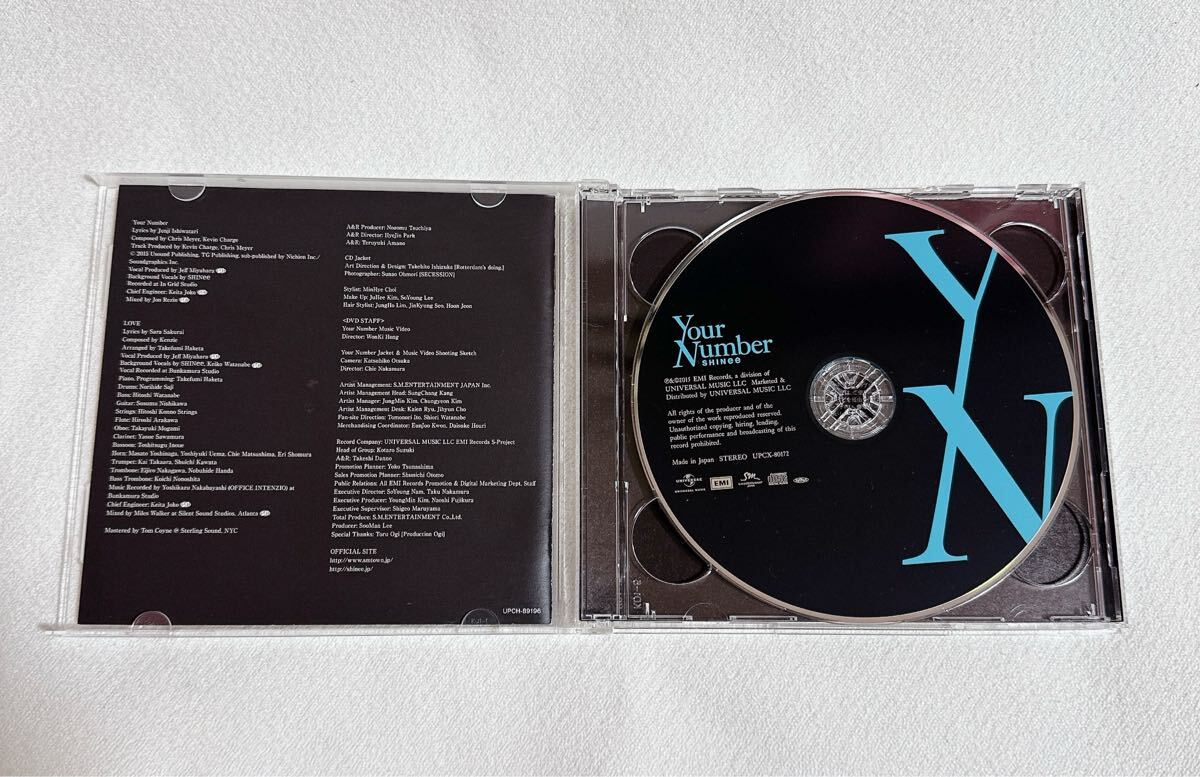 Your Number
Lyrics by Junji Ishiwatari
Composed by Chris Meyer, Kevin Charge
Track Produced by Kevin Charge, Chris Meyer
© 2015 Usound Publishing, TG Publishing, sub-published by Nichion Inc./
Soundgraphics Inc.
Vocal Produced by Jeff Miyahara
Background Vocals by SHINee
Recorded at In Grid Studio
Chief Engineer: Keita Joko
Mixed by Jon Rezin
LOVE
Lyrics by Sara Sakurai
Composed by Kenzie
Arranged by Takefumi Haketa
Vocal Produced by Jeff Miyahara
Background Vocals by SHINee, Keiko Watanabe
Vocal Recorded at Bunkamura Studio
Piano, Programming: Takefumi Haketa
Drums: Norihide Saji
Bass: Hitoshi Watanabe
Guitar: Susumu Nishikawa
Strings: Hitoshi Konno Strings
Flute: Hiroshi Arakawa
Oboe: Takayuki Mogami
Clarinet: Yasue Sawamura
Bassoon: Toshitsugu Inoue
Horn: Masato Yoshinaga, Yoshiyuki Uema, Chie Matsushima, Eri Shomura
Trumpet: Kai Takaara, Shuichi Kawata
Trombone: Eijiro Nakagawa, Nobuhide Handa
Bass Trombone: Koichi Nonoshita
Music Recorded by Yoshikazu Nakabayashi (OFFICE INTENZIO) at
Bunkamura Studio
Chief Engineer: Keita Joko
Mixed by Miles Walker at Silent Sound Studios, Atlanta
Mastered by Tom Coyne @ Sterling Sound, NYC
A&R Producer: Nozomu Tsuchiya
A&R Director: HyeJin Park
A&R: Teruyuki Amano
CD Jacket
Art Direction & Design: Takehito Ishizuka [Rotterdam's doing.]
Photographer: Sunao Ohmori [SECESSION]
Stylist: MinHye Choi
Make Up: JuHee Kim, SoYoung Lee
Hair Stylist: JungHo Lim, JinKyung Seo, Hoon Jeon
<DVD STAFF>
Your Number Music Video
Director: WonKi Hong
Your Number Jacket & Music Video Shooting Sketch
Camera: Katsuhiko Otsuka
Director: Chie Nakamura
Artist Management: S.M.ENTERTAINMENT JAPAN Inc.
Artist Management Head: SungChang Kang
Artist Manager: JungMin Kim, Chungyeon Kim
Artist Management Desk: Kaien Ryu, Jihyun Cho
Fan-site Direction: Tomonori Ito, Shiori Watanabe
Merchandising Coordinator: EunJoo Kwon, Daisuke Houri
Record Company: UNIVERSAL MUSIC LLC EMI Records S-Project
Head of Group: Kotaro Suzuki
A&R: Takeshi Danno
Promotion Planner: Yoko Tsunashima
Sales Promotion Planner: Shunichi Otomo
Public Relations: All EMI Records Promotion & Digital Marketing Dept. Staff
Executive Director: SoYoung Nam, Taku Nakamura
Executive Producer: YoungMin Kim, Naoshi Fujikura
Executive Supervisor: Shigeo Maruyama
Total Produce: S.M.ENTERTAINMENT Co.,Ltd.
Producer: SooMan Lee
Special Thanks: Toru Ogi [Production Ogi]
OFFICIAL SITE
http://www.smtown.jp/
http://shinee.jp/
UPCH-89196
Your
Number
SHINee
℗&©2015 EMI Records, a division of
UNIVERSAL MUSIC LLC Marketed &
Distributed by UNIVERSAL MUSIC LLC
All rights of the producer and of the
owner of the work reproduced reserved.
Unauthorized copying, hiring, lending,
public performance and broadcasting of this
record prohibited.
Made in Japan STEREO UPCX-80172
UNIVERSAL
UNIVERSAL MUSIC
EMI
Y
N